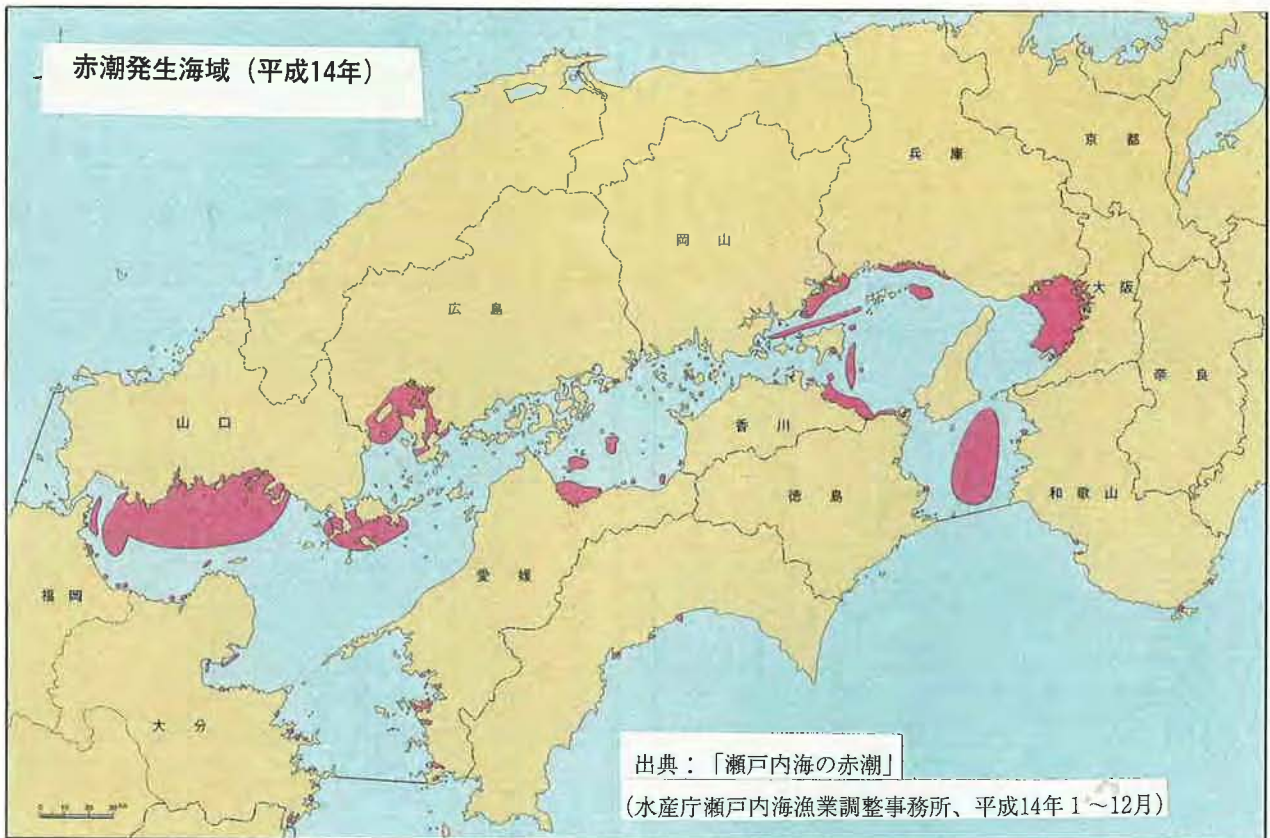 赤潮発生海域（平成14年）
京都
兵庫
岡山
大阪
広島
奈良
山口
香川
和歌山
徳島
愛媛
福岡
大分
出典：「瀬戸内海の赤潮」
(水産庁瀬戸内海漁業調整事務所、平成14年１～12月)